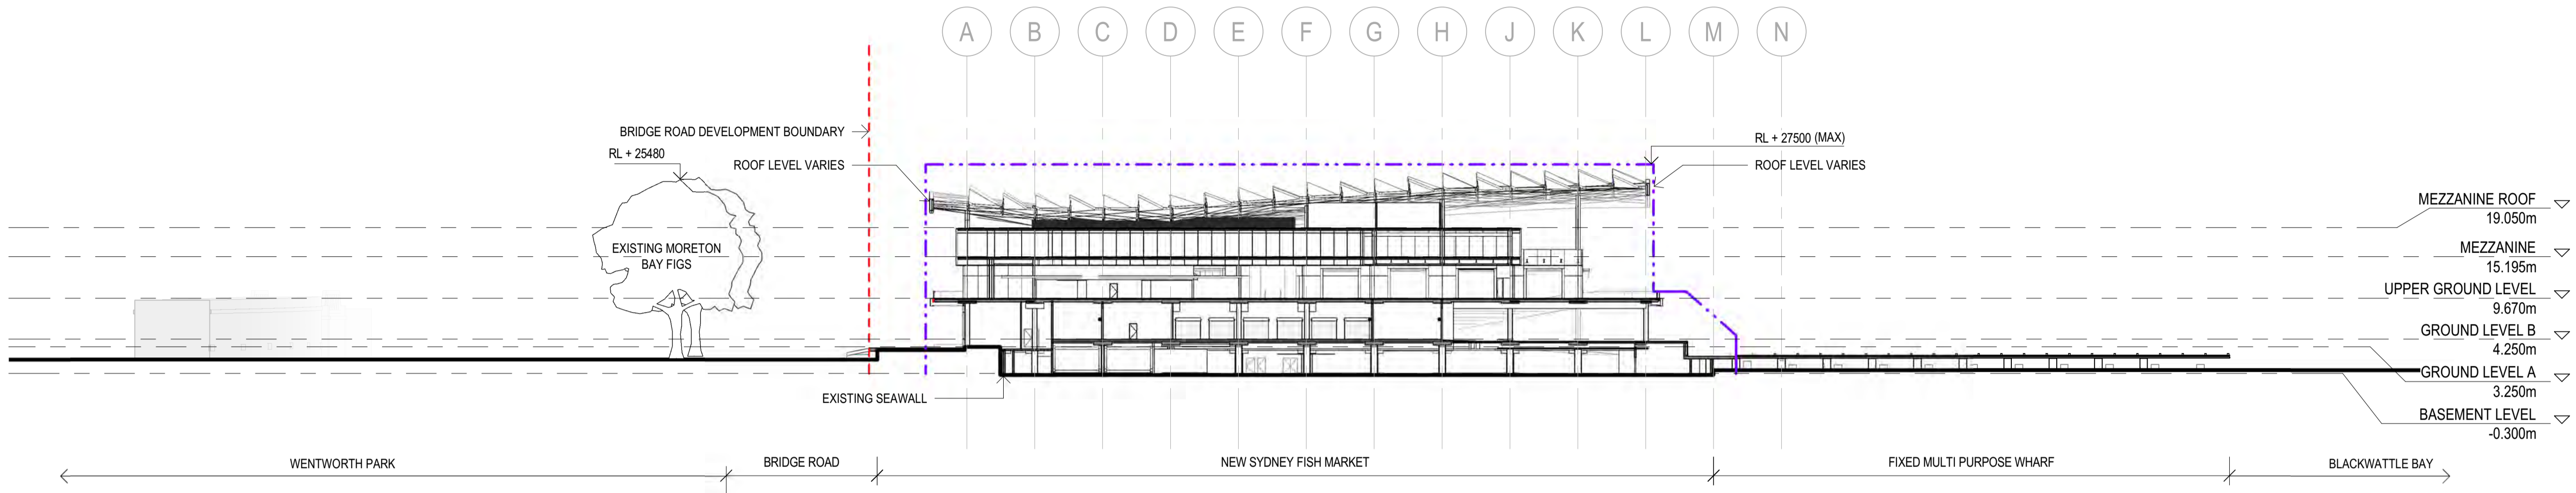 A B C D E F G H J K L M N
BRIDGE ROAD DEVELOPMENT BOUNDARY
RL + 25480
ROOF LEVEL VARIES
RL + 27500 (MAX)
ROOF LEVEL VARIES
EXISTING MORETON
BAY FIGS
MEZZANINE ROOF
19.050m
MEZZANINE
15.195m
UPPER GROUND LEVEL
9.670m
GROUND LEVEL B
4.250m
GROUND LEVEL A
3.250m
BASEMENT LEVEL
-0.300m
EXISTING SEAWALL
WENTWORTH PARK
BRIDGE ROAD
NEW SYDNEY FISH MARKET
FIXED MULTI PURPOSE WHARF
BLACKWATTLE BAY